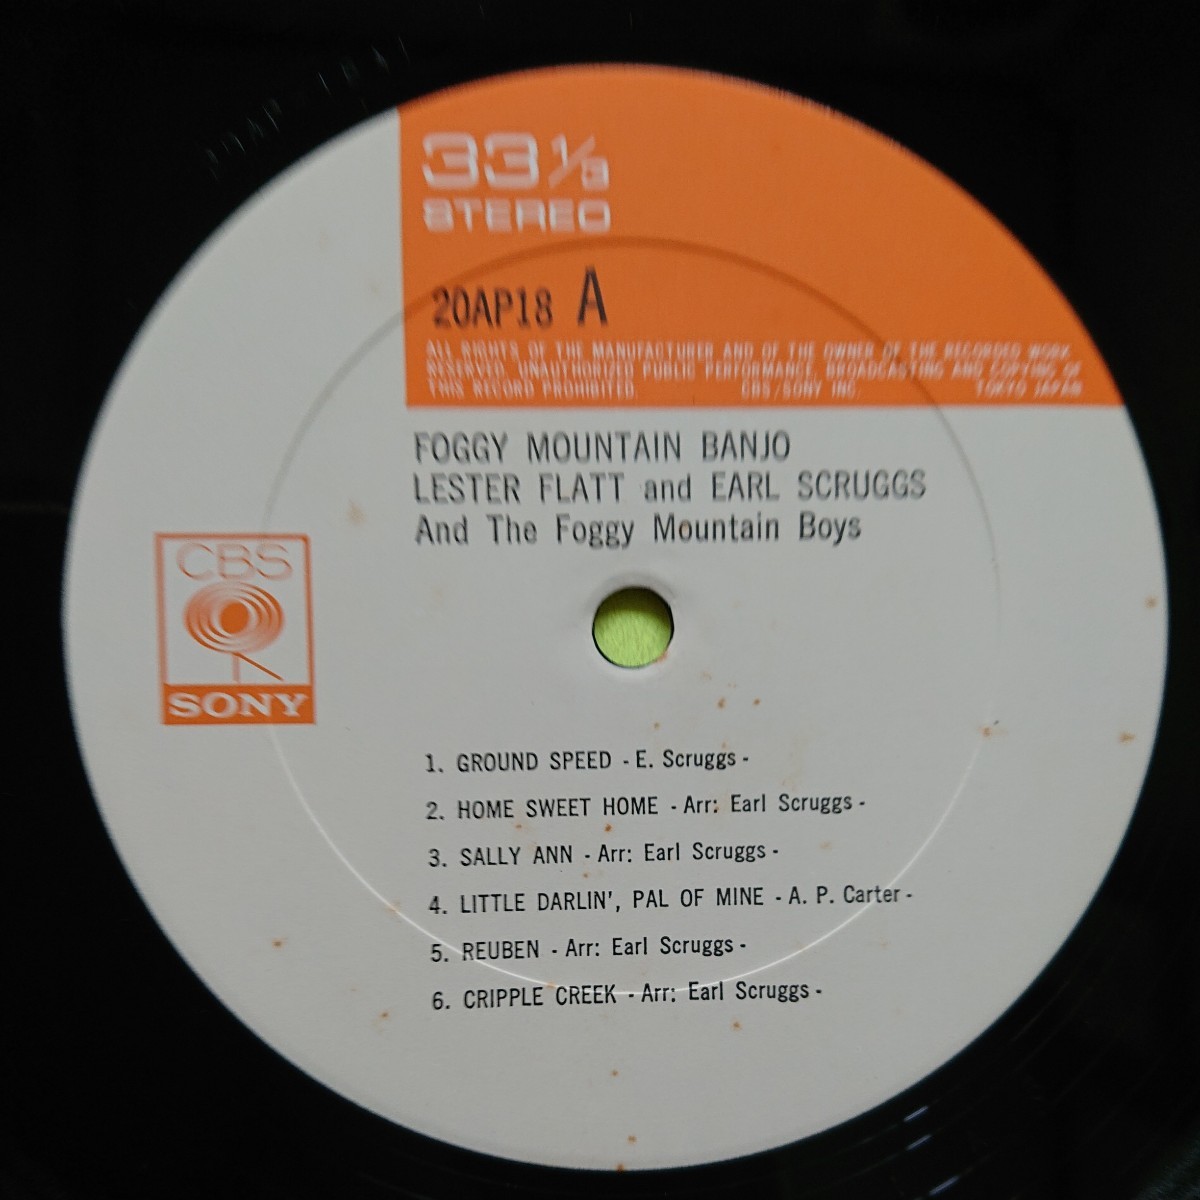 33 1/3
STEREO
20AP18 A
ALL RIGHTS OF THE MANUFACTURER AND OF THE OWNER OF THE RECORDED WORK
RESERVED. UNAUTHORIZED PUBLIC PERFORMANCE, BROADCASTING AND COPYING OF
THIS RECORD PROHIBITED. CBS/SONY INC. TOKYO JAPAN
FOGGY MOUNTAIN BANJO
LESTER FLATT and EARL SCRUGGS
And The Foggy Mountain Boys
CBS
SONY
1. GROUND SPEED - E. Scruggs -
2. HOME SWEET HOME - Arr: Earl Scruggs -
3. SALLY ANN - Arr: Earl Scruggs -
4. LITTLE DARLIN', PAL OF MINE - A. P. Carter -
5. REUBEN - Arr: Earl Scruggs -
6. CRIPPLE CREEK - Arr: Earl Scruggs -